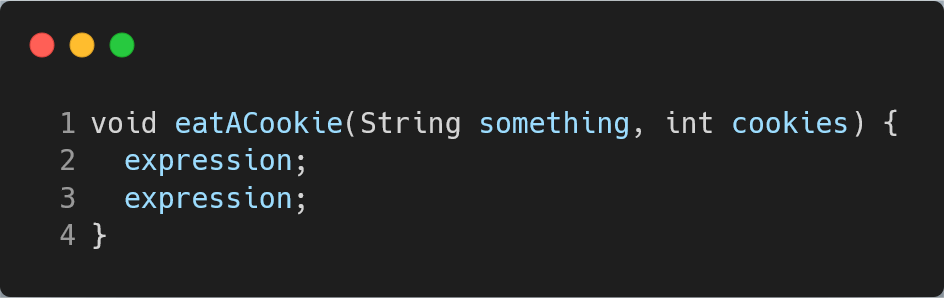 1 void eatACookie(String something, int cookies) {
2   expression;
3   expression;
4 }